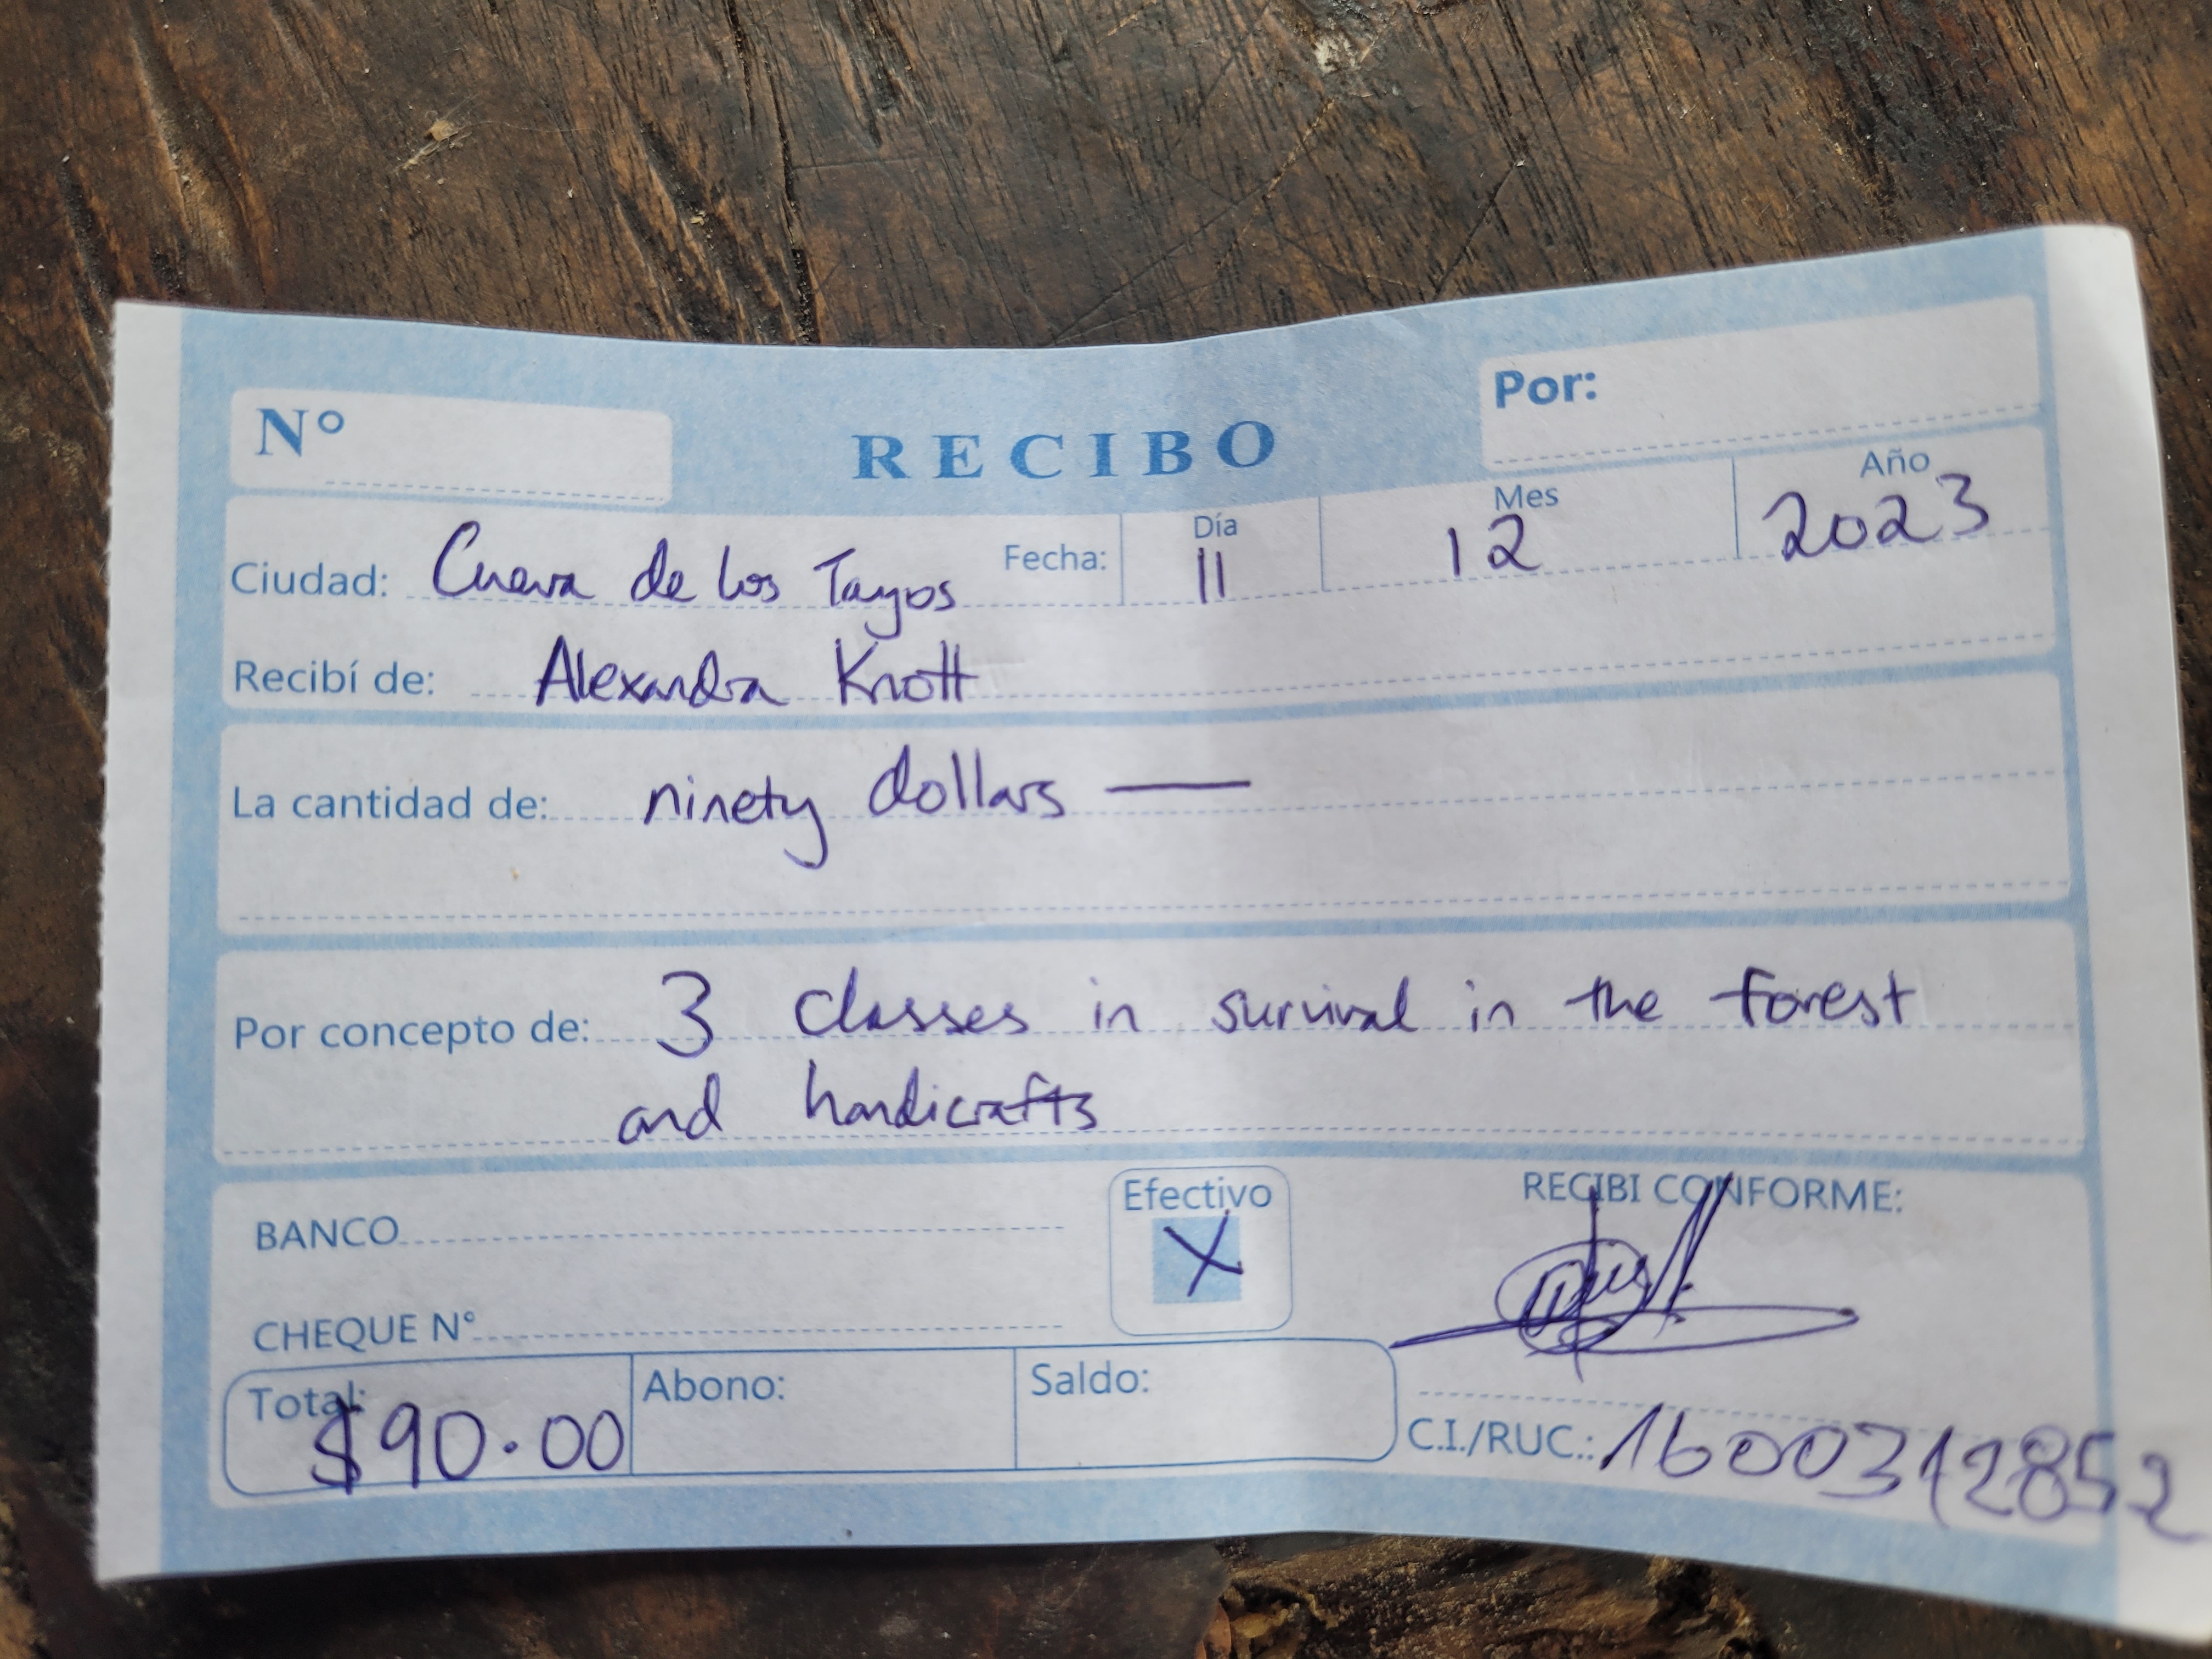 N°
RECIBO
Por:
Ciudad: Cueva de los Tayos Fecha: Día 11 Mes 12 Año 2023
Recibí de: Alexandra Knott
La cantidad de: ninety dollars —
Por concepto de: 3 classes in survival in the forest
and handicrafts
BANCO
Efectivo X
RECIBI CONFORME:
CHEQUE N°
Total: $90.00 Abono: Saldo:
C.I./RUC.: 1600312852